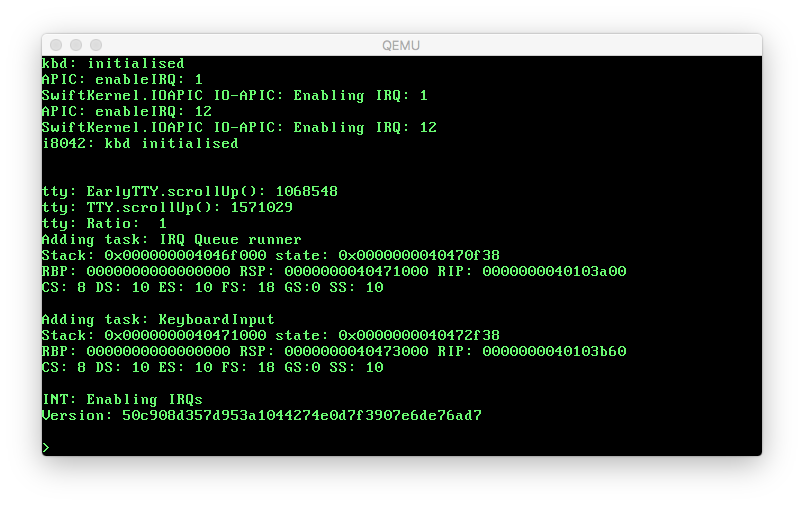 QEMU
kbd: initialised
APIC: enableIRQ: 1
SwiftKernel.IOAPIC IO-APIC: Enabling IRQ: 1
APIC: enableIRQ: 12
SwiftKernel.IOAPIC IO-APIC: Enabling IRQ: 12
i8042: kbd initialised
tty: EarlyTTY.scrollUp(): 1068548
tty: TTY.scrollUp(): 1571029
tty: Ratio:  1
Adding task: IRQ Queue runner
Stack: 0x000000004046f000 state: 0x0000000040470f38
RBP: 0000000000000000 RSP: 0000000040471000 RIP: 0000000040103a00
CS: 8 DS: 10 ES: 10 FS: 18 GS:0 SS: 10
Adding task: KeyboardInput
Stack: 0x0000000040471000 state: 0x0000000040472f38
RBP: 0000000000000000 RSP: 0000000040473000 RIP: 0000000040103b60
CS: 8 DS: 10 ES: 10 FS: 18 GS:0 SS: 10
INT: Enabling IRQs
Version: 50c908d357d953a1044274e0d7f3907e6de76ad7
>